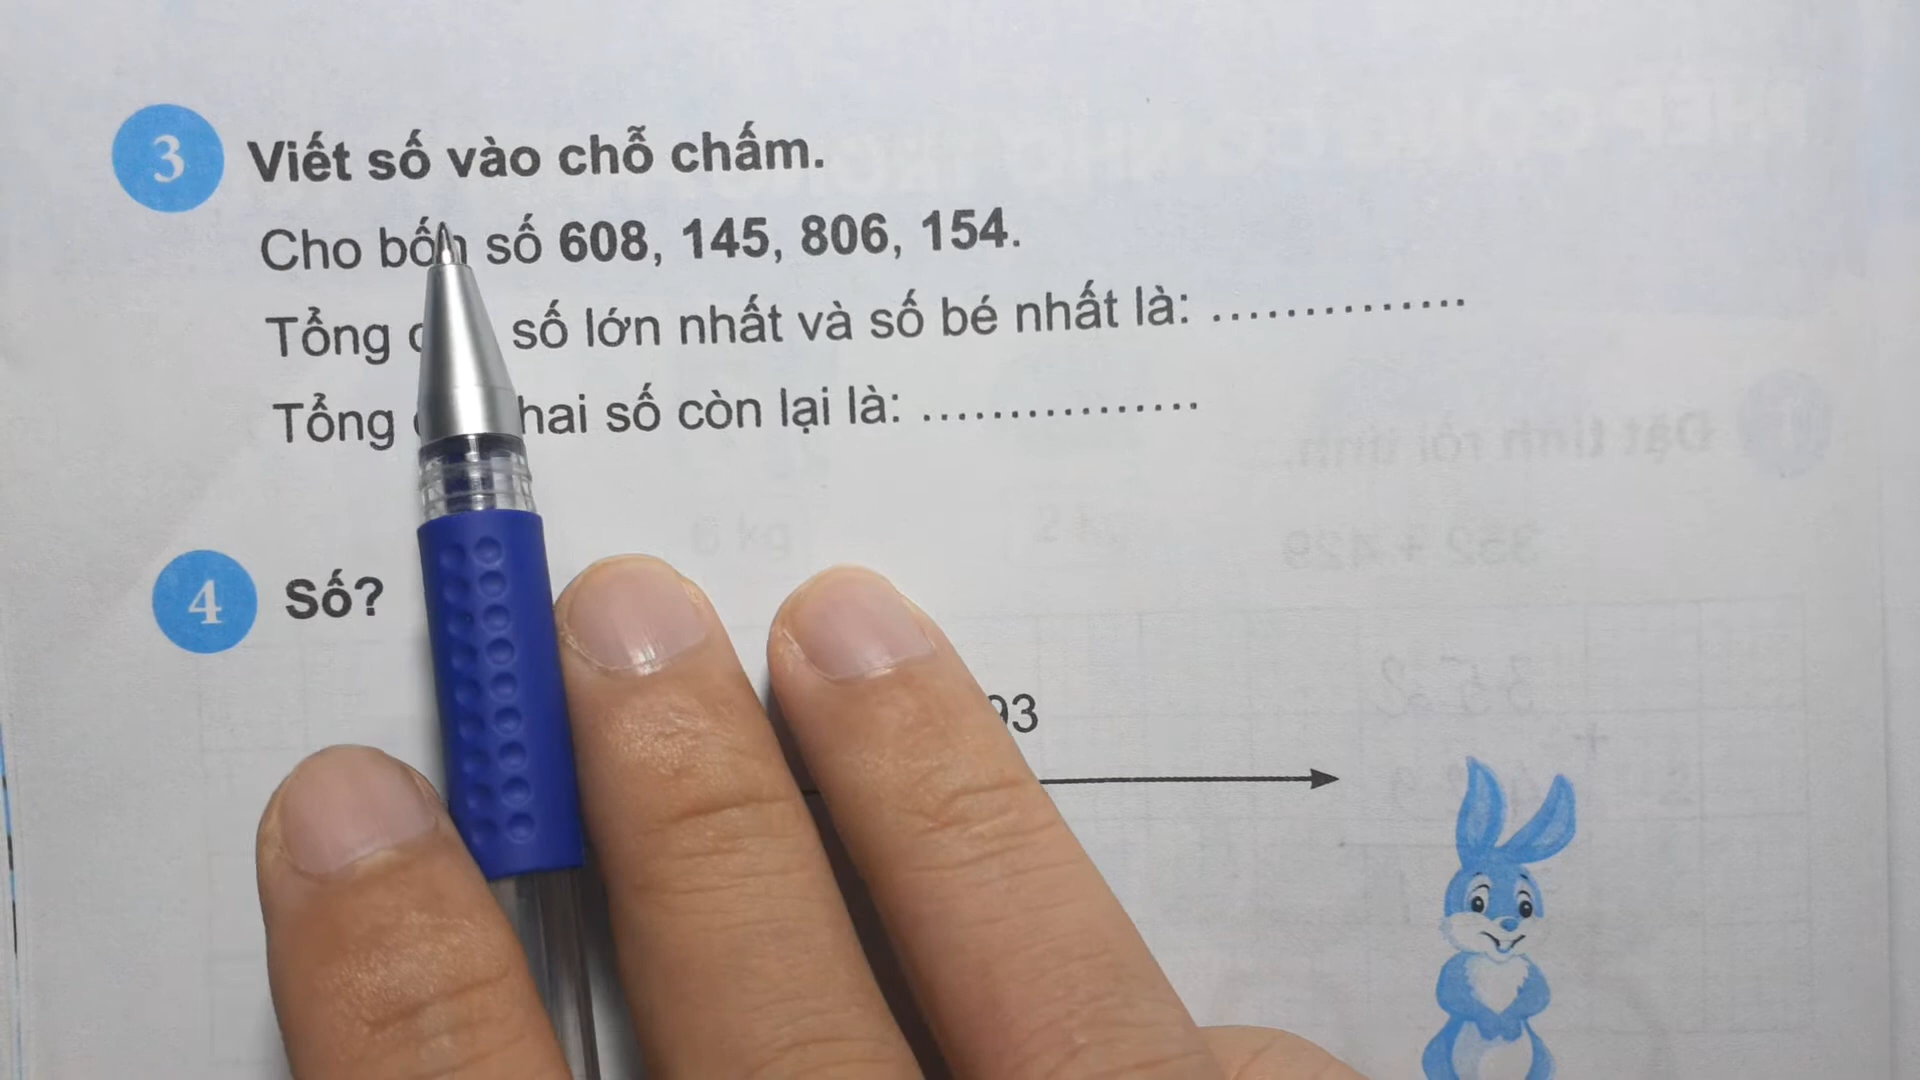 3 Viết số vào chỗ chấm.
Cho bốn số 608, 145, 806, 154.
Tổng số lớn nhất và số bé nhất là: ..............
Tổng hai số còn lại là: ................
4 Số?
93